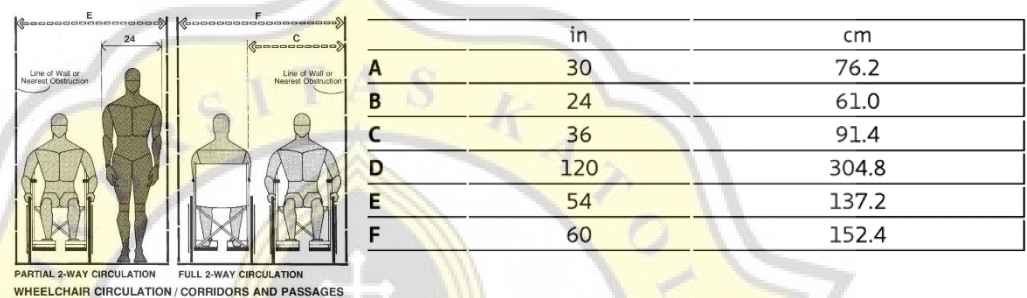 E
F
24
C
Line of Wall or
Nearest Obstruction
Line of Wall or
Nearest Obstruction
PARTIAL 2-WAY CIRCULATION
FULL 2-WAY CIRCULATION
WHEELCHAIR CIRCULATION / CORRIDORS AND PASSAGES
in cm
A 30 76.2
B 24 61.0
C 36 91.4
D 120 304.8
E 54 137.2
F 60 152.4
SITAS KATOL